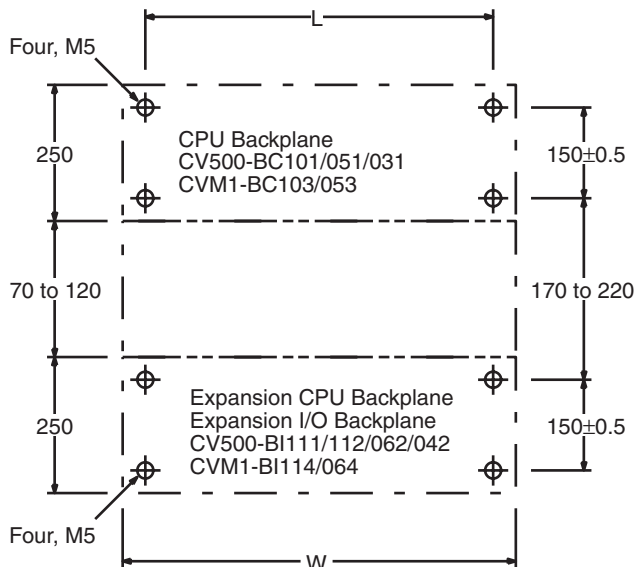 L
Four, M5
250
CPU Backplane
CV500-BC101/051/031
CVM1-BC103/053
150±0.5
70 to 120
170 to 220
250
Expansion CPU Backplane
Expansion I/O Backplane
CV500-BI111/112/062/042
CVM1-BI114/064
150±0.5
Four, M5
W